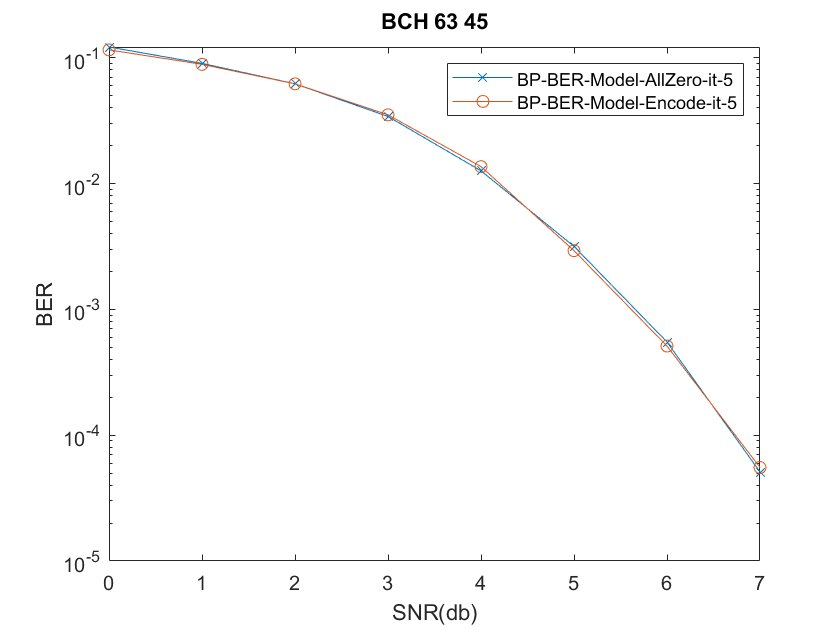 BCH 63 45
BP-BER-Model-AllZero-it-5
BP-BER-Model-Encode-it-5
10^-1
10^-2
10^-3
10^-4
10^-5
BER
0 1 2 3 4 5 6 7
SNR(db)